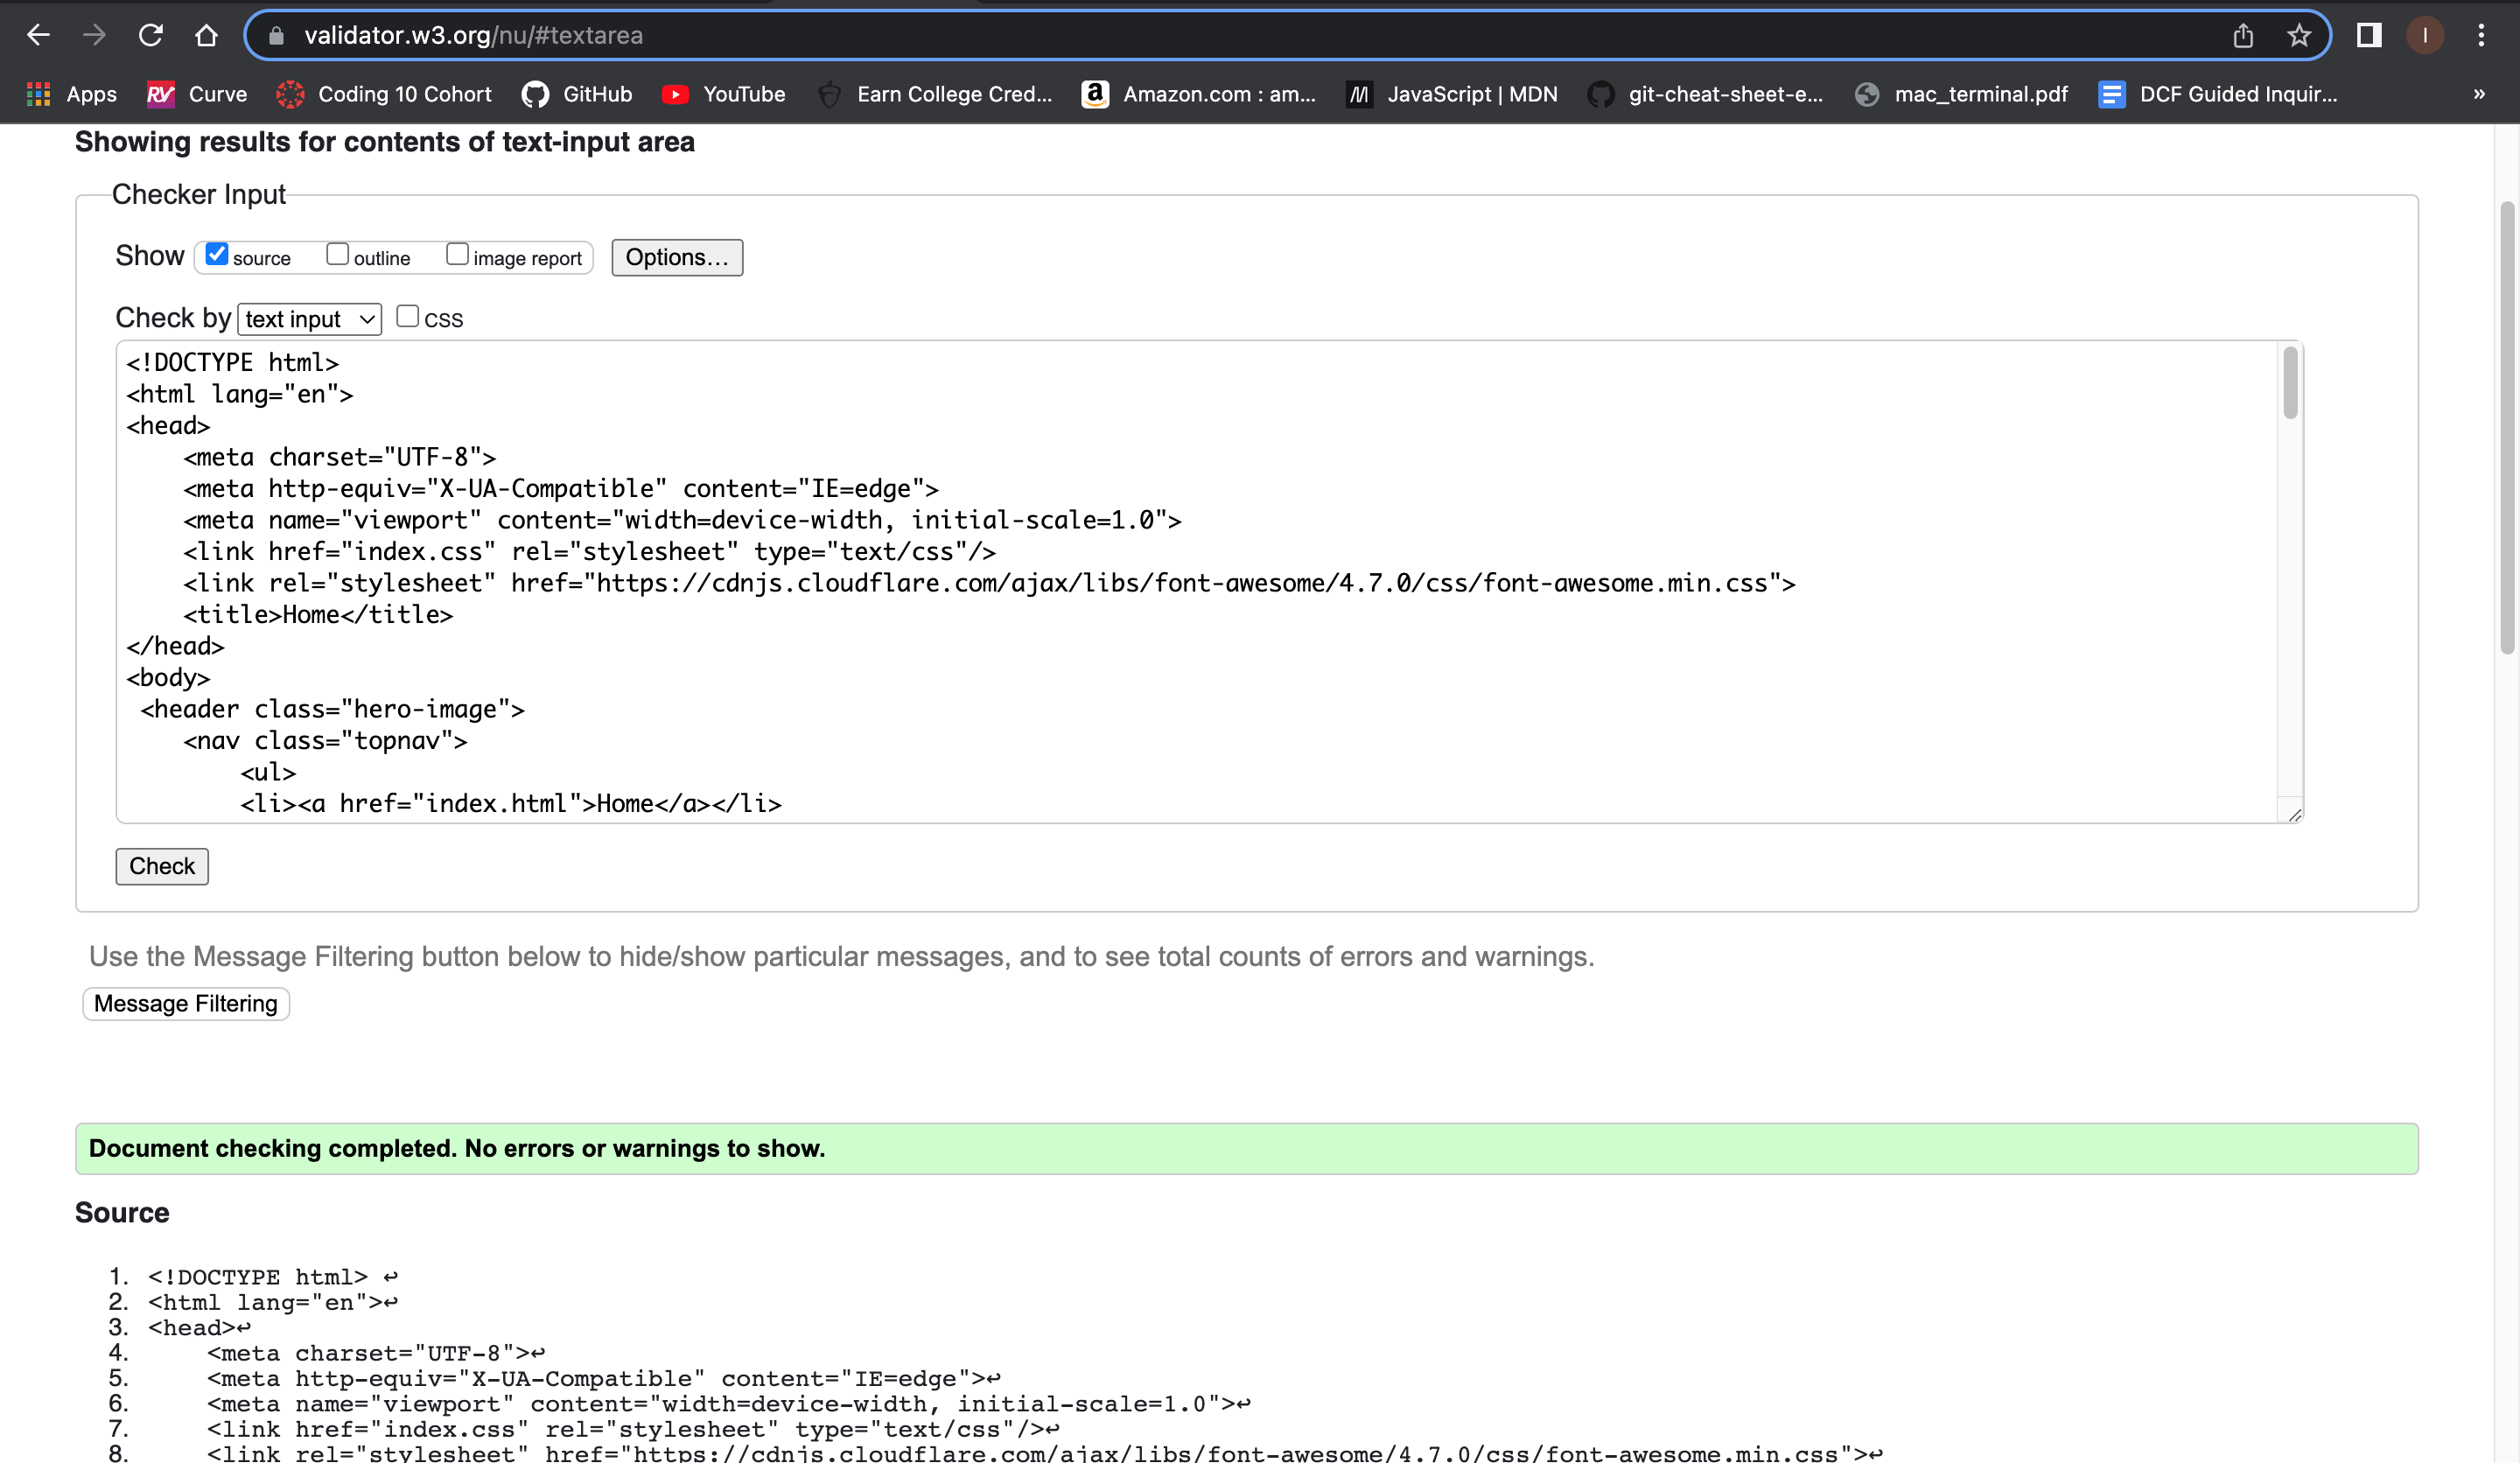 validator.w3.org/nu/#textarea
I
Apps
RV Curve
Coding 10 Cohort
GitHub
YouTube
Earn College Cred...
a Amazon.com : am...
JavaScript | MDN
git-cheat-sheet-e...
mac_terminal.pdf
DCF Guided Inquir...
»
Showing results for contents of text-input area
Checker Input
Show source outline image report Options...
Check by text input CSS
<!DOCTYPE html>
<html lang="en">
<head>
    <meta charset="UTF-8">
    <meta http-equiv="X-UA-Compatible" content="IE=edge">
    <meta name="viewport" content="width=device-width, initial-scale=1.0">
    <link href="index.css" rel="stylesheet" type="text/css"/>
    <link rel="stylesheet" href="https://cdnjs.cloudflare.com/ajax/libs/font-awesome/4.7.0/css/font-awesome.min.css">
    <title>Home</title>
</head>
<body>
 <header class="hero-image">
    <nav class="topnav">
        <ul>
        <li><a href="index.html">Home</a></li>
Check
Use the Message Filtering button below to hide/show particular messages, and to see total counts of errors and warnings.
Message Filtering
Document checking completed. No errors or warnings to show.
Source
1. <!DOCTYPE html> ↩
2. <html lang="en">↩
3. <head>↩
4.     <meta charset="UTF-8">↩
5.     <meta http-equiv="X-UA-Compatible" content="IE=edge">↩
6.     <meta name="viewport" content="width=device-width, initial-scale=1.0">↩
7.     <link href="index.css" rel="stylesheet" type="text/css"/>↩
8.     <link rel="stylesheet" href="https://cdnjs.cloudflare.com/ajax/libs/font-awesome/4.7.0/css/font-awesome.min.css">↩